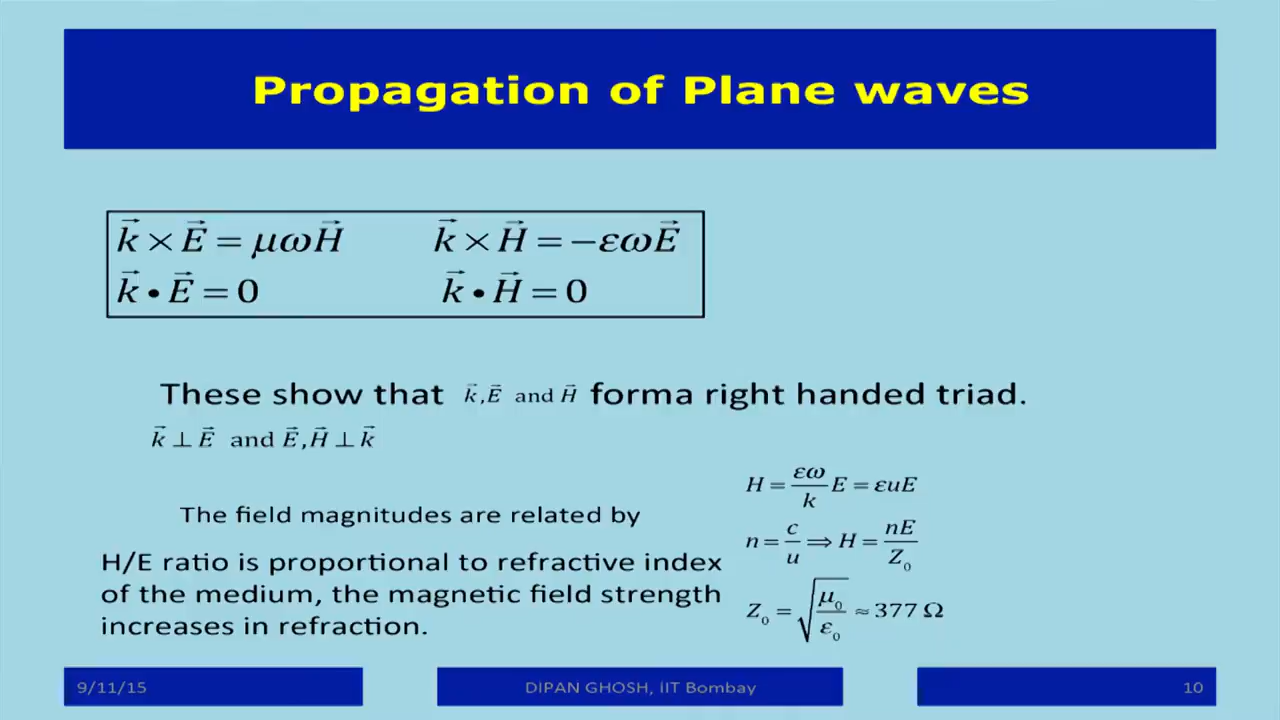 Propagation of Plane waves
k⃗ × E⃗ = μωH⃗    k⃗ × H⃗ = −εωE⃗
k⃗ • E⃗ = 0    k⃗ • H⃗ = 0
These show that k⃗,E⃗ and H⃗ forma right handed triad.
k⃗ ⊥ E⃗ and E⃗,H⃗ ⊥ k⃗
The field magnitudes are related by
H/E ratio is proportional to refractive index
of the medium, the magnetic field strength
increases in refraction.
H = εω/k E = εuE
n = c/u ⟹ H = nE/Z₀
Z₀ = √(μ₀/ε₀) ≈ 377 Ω
9/11/15
DIPAN GHOSH, IIT Bombay
10